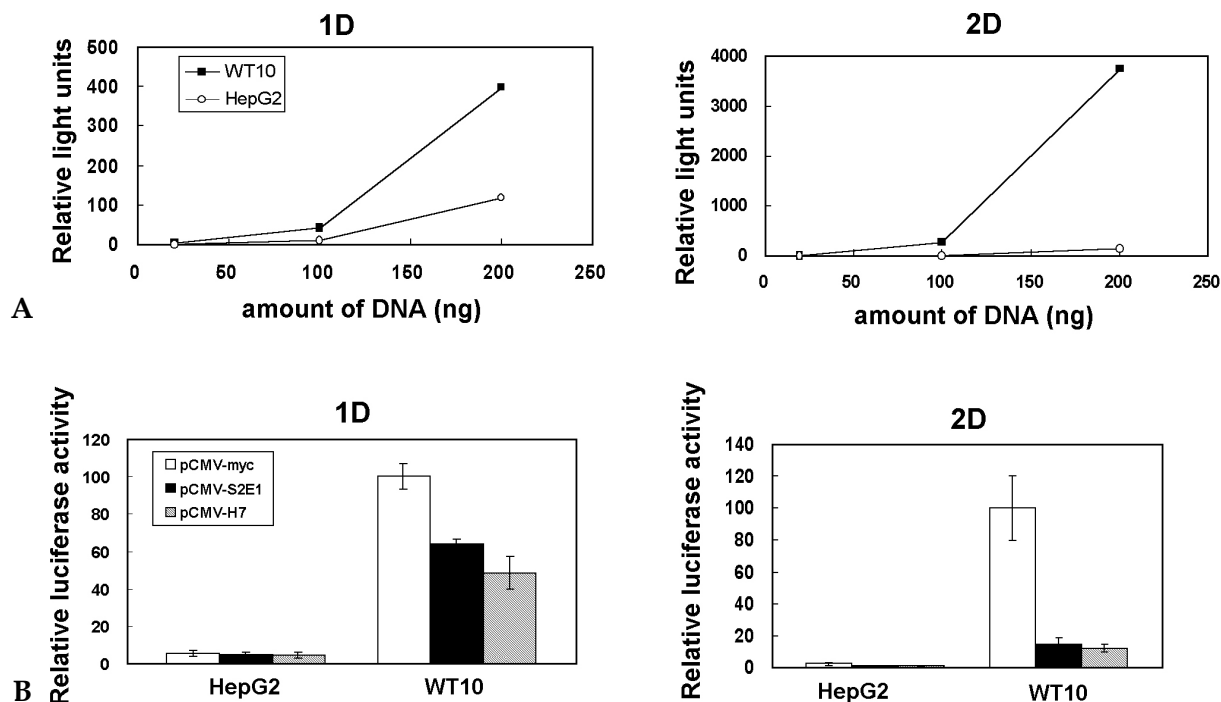 1D
Relative light units
600
400
300
200
100
0
WT10
HepG2
0 50 100 150 200 250
amount of DNA (ng)
A
2D
Relative light units
4000
3000
2000
1000
0
0 50 100 150 200 250
amount of DNA (ng)
1D
Relative luciferase activity
120
100
80
60
40
20
0
pCMV-myc
pCMV-S2E1
pCMV-H7
HepG2 WT10
B
2D
Relative luciferase activity
140
120
100
80
60
40
20
0
HepG2 WT10